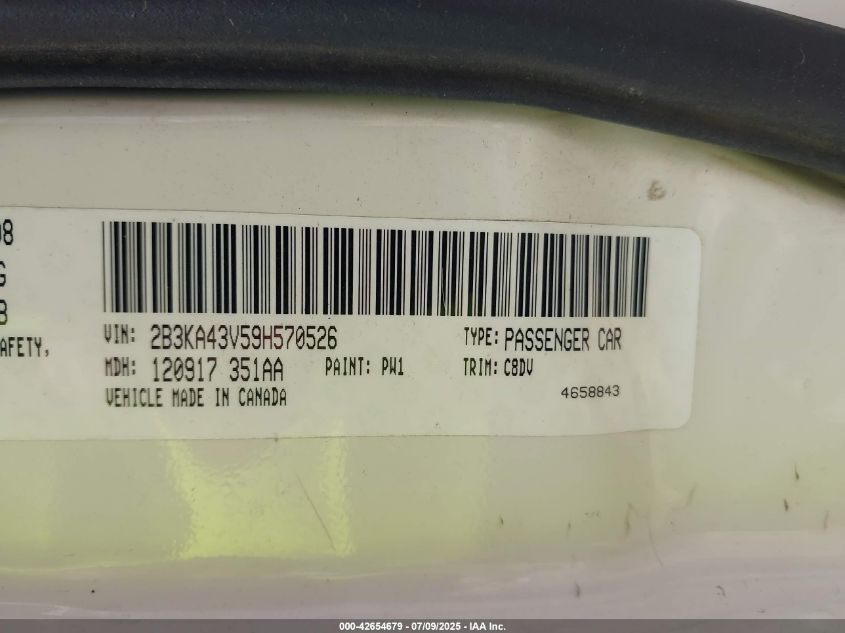 08
G
B
AFETY,
VIN: 2B3KA43V59H570526 TYPE: PASSENGER CAR
MDH: 120917 351AA PAINT: PW1 TRIM: C8DV
VEHICLE MADE IN CANADA 4658843
000-42654679 / 07/09/2025 - IAA Inc.